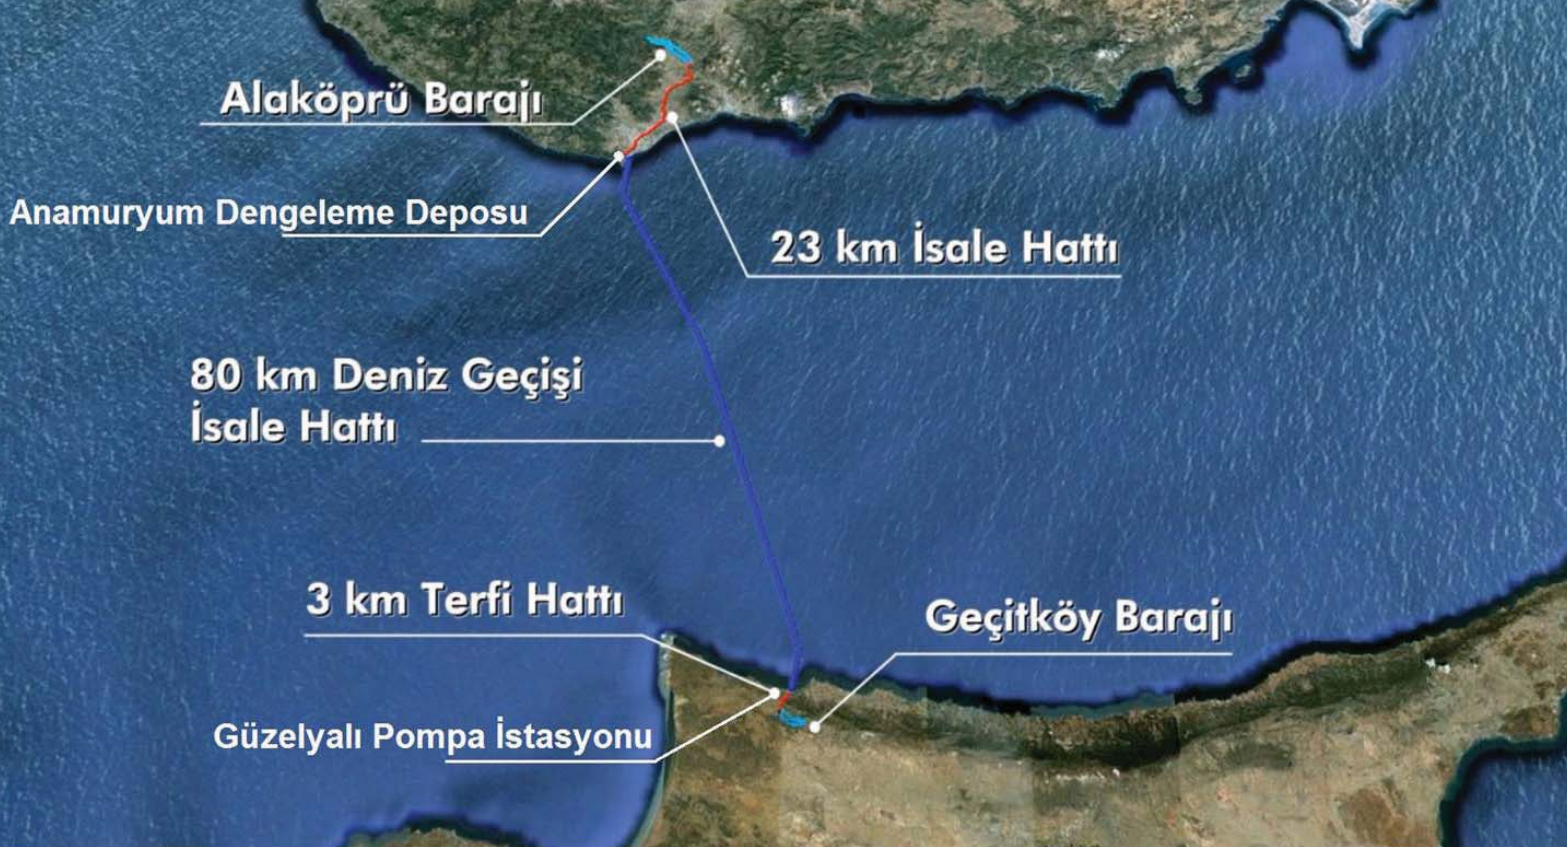 Alaköprü Barajı
Anamuryum Dengeleme Deposu
23 km İsale Hattı
80 km Deniz Geçişi
İsale Hattı
3 km Terfi Hattı
Geçitköy Barajı
Güzelyalı Pompa İstasyonu